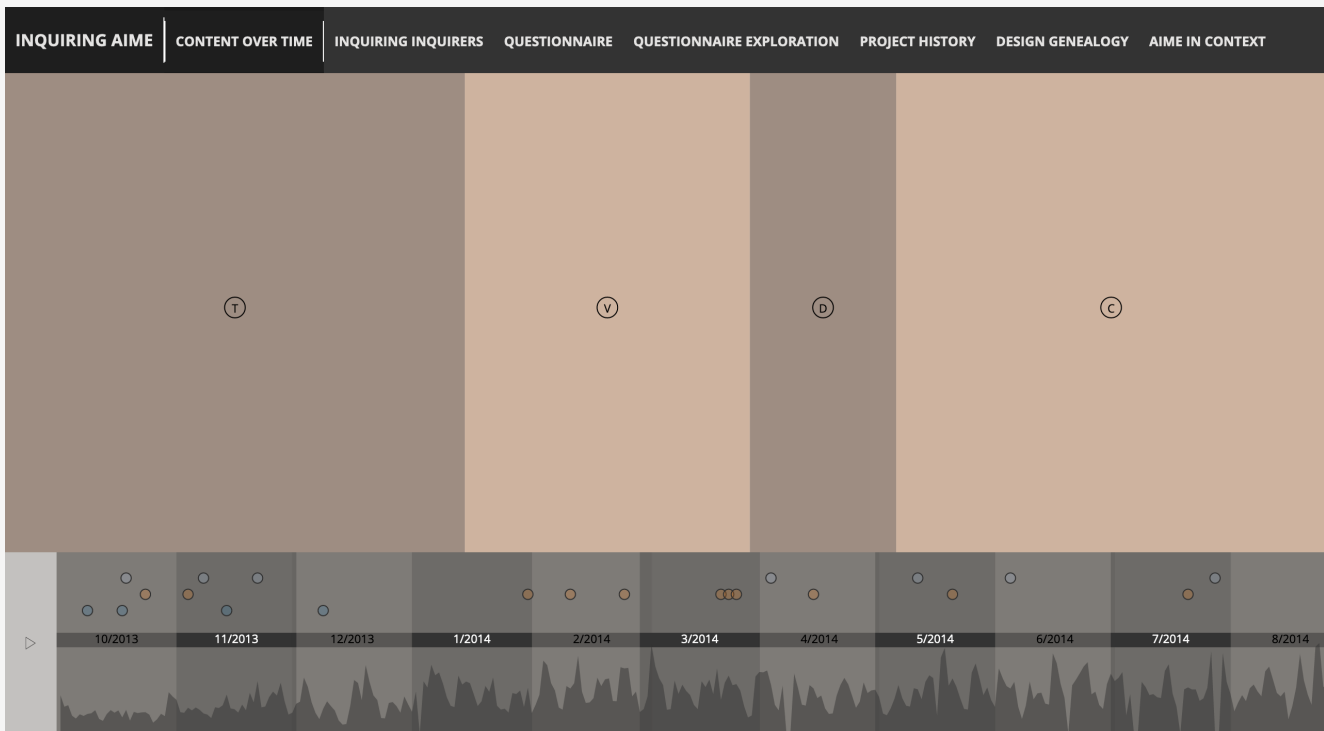 INQUIRING AIME CONTENT OVER TIME INQUIRING INQUIRERS QUESTIONNAIRE QUESTIONNAIRE EXPLORATION PROJECT HISTORY DESIGN GENEALOGY AIME IN CONTEXT
T V D C
10/2013 11/2013 12/2013 1/2014 2/2014 3/2014 4/2014 5/2014 6/2014 7/2014 8/2014